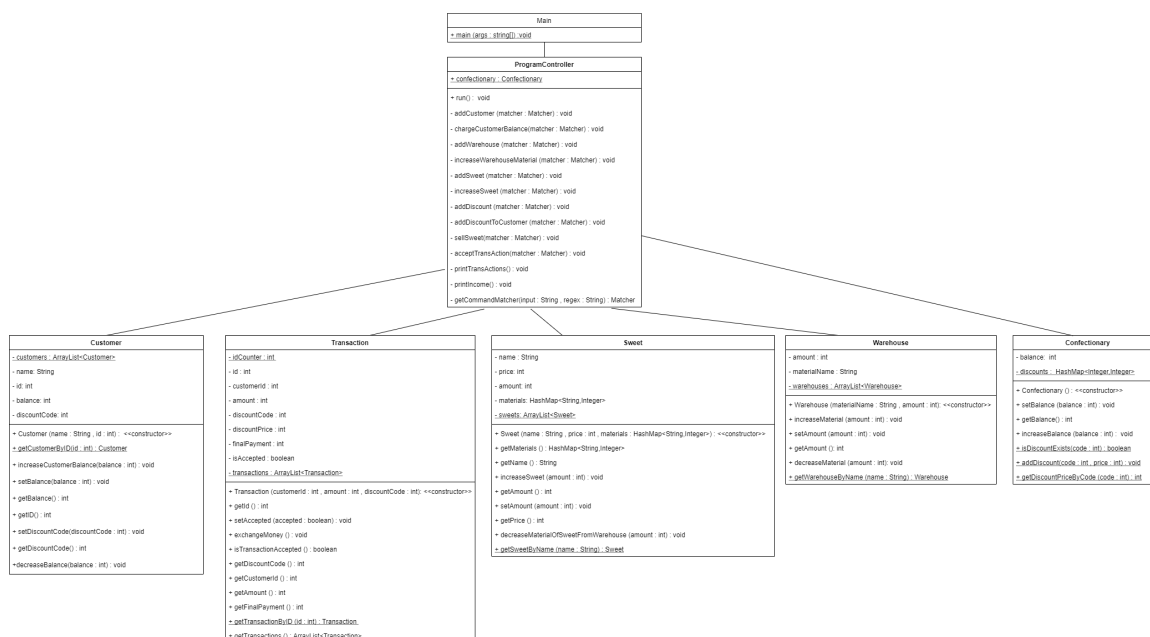 Main
+ main (args : string[]) :void
ProgramController
+ confectionary : Confectionary
+ run() : void
- addCustomer (matcher : Matcher) : void
- chargeCustomerBalance(matcher : Matcher) : void
- addWarehouse (matcher : Matcher) : void
- increaseWarehouseMaterial (matcher : Matcher) : void
- addSweet (matcher : Matcher) : void
- increaseSweet (matcher : Matcher) : void
- addDiscount (matcher : Matcher) : void
- addDiscountToCustomer (matcher : Matcher) : void
- sellSweet(matcher : Matcher) : void
- acceptTransAction(matcher : Matcher) : void
- printTransActions() : void
- printIncome() : void
- getCommandMatcher(input : String , regex : String) : Matcher
Customer
- customers : ArrayList<Customer>
- name: String
- id: int
- balance: int
- discountCode: int
+ Customer (name : String , id : int) : <<constructor>>
+ getCustomerByID(id : int) : Customer
+ increaseCustomerBalance(balance : int) : void
+ setBalance(balance : int) : void
+ getBalance() : int
+ getID() : int
+ setDiscountCode(discountCode : int) : void
+ getDiscountCode() : int
+decreaseBalance(balance : int) : void
Transaction
- idCounter : int
- id : int
- customerId : int
- amount : int
- discountCode : int
- discountPrice : int
- finalPayment : int
- isAccepted : boolean
- transactions : ArrayList<Transaction>
+ Transaction (customerId : int , amount : int , discountCode : int): <<constructor>>
+ getId () : int
+ setAccepted (accepted : boolean) : void
+ exchangeMoney () : void
+ isTransactionAccepted () : boolean
+ getDiscountCode () : int
+ getCustomerId () : int
+ getAmount () : int
+ getFinalPayment () : int
+ getTransactionByID (id : int) : Transaction
+ getTransactions () : ArrayList<Transaction>
Sweet
- name : String
- price: int
- amount: int
- materials: HashMap<String,Integer>
- sweets: ArrayList<Sweet>
+ Sweet (name : String , price : int , materials : HashMap<String,Integer>) : <<constructor>>
+ getMaterials () : HashMap<String,Integer>
+ getName () : String
+ increaseSweet (amount : int) : void
+ getAmount () : int
+ setAmount (amount : int) : void
+ getPrice () : int
+ decreaseMaterialOfSweetFromWarehouse (amount : int) : void
+ getSweetByName (name : String) : Sweet
Warehouse
- amount : int
- materialName : String
- warehouses : ArrayList<Warehouse>
+ Warehouse (materialName : String , amount : int): <<constructor>>
+ increaseMaterial (amount : int) : void
+ setAmount (amount : int) : void
+ getAmount () : int
+ decreaseMaterial (amount : int): void
+ getWarehouseByName (name : String) : Warehouse
Confectionary
- balance: int
- discounts : HashMap<Integer,Integer>
+ Confectionary () : <<constructor>>
+ setBalance (balance : int) : void
+ getBalance() : int
+ increaseBalance (balance : int) : void
+ isDiscountExists(code : int) : boolean
+ addDiscount(code : int , price : int) : void
+ getDiscountPriceByCode (code : int) : int